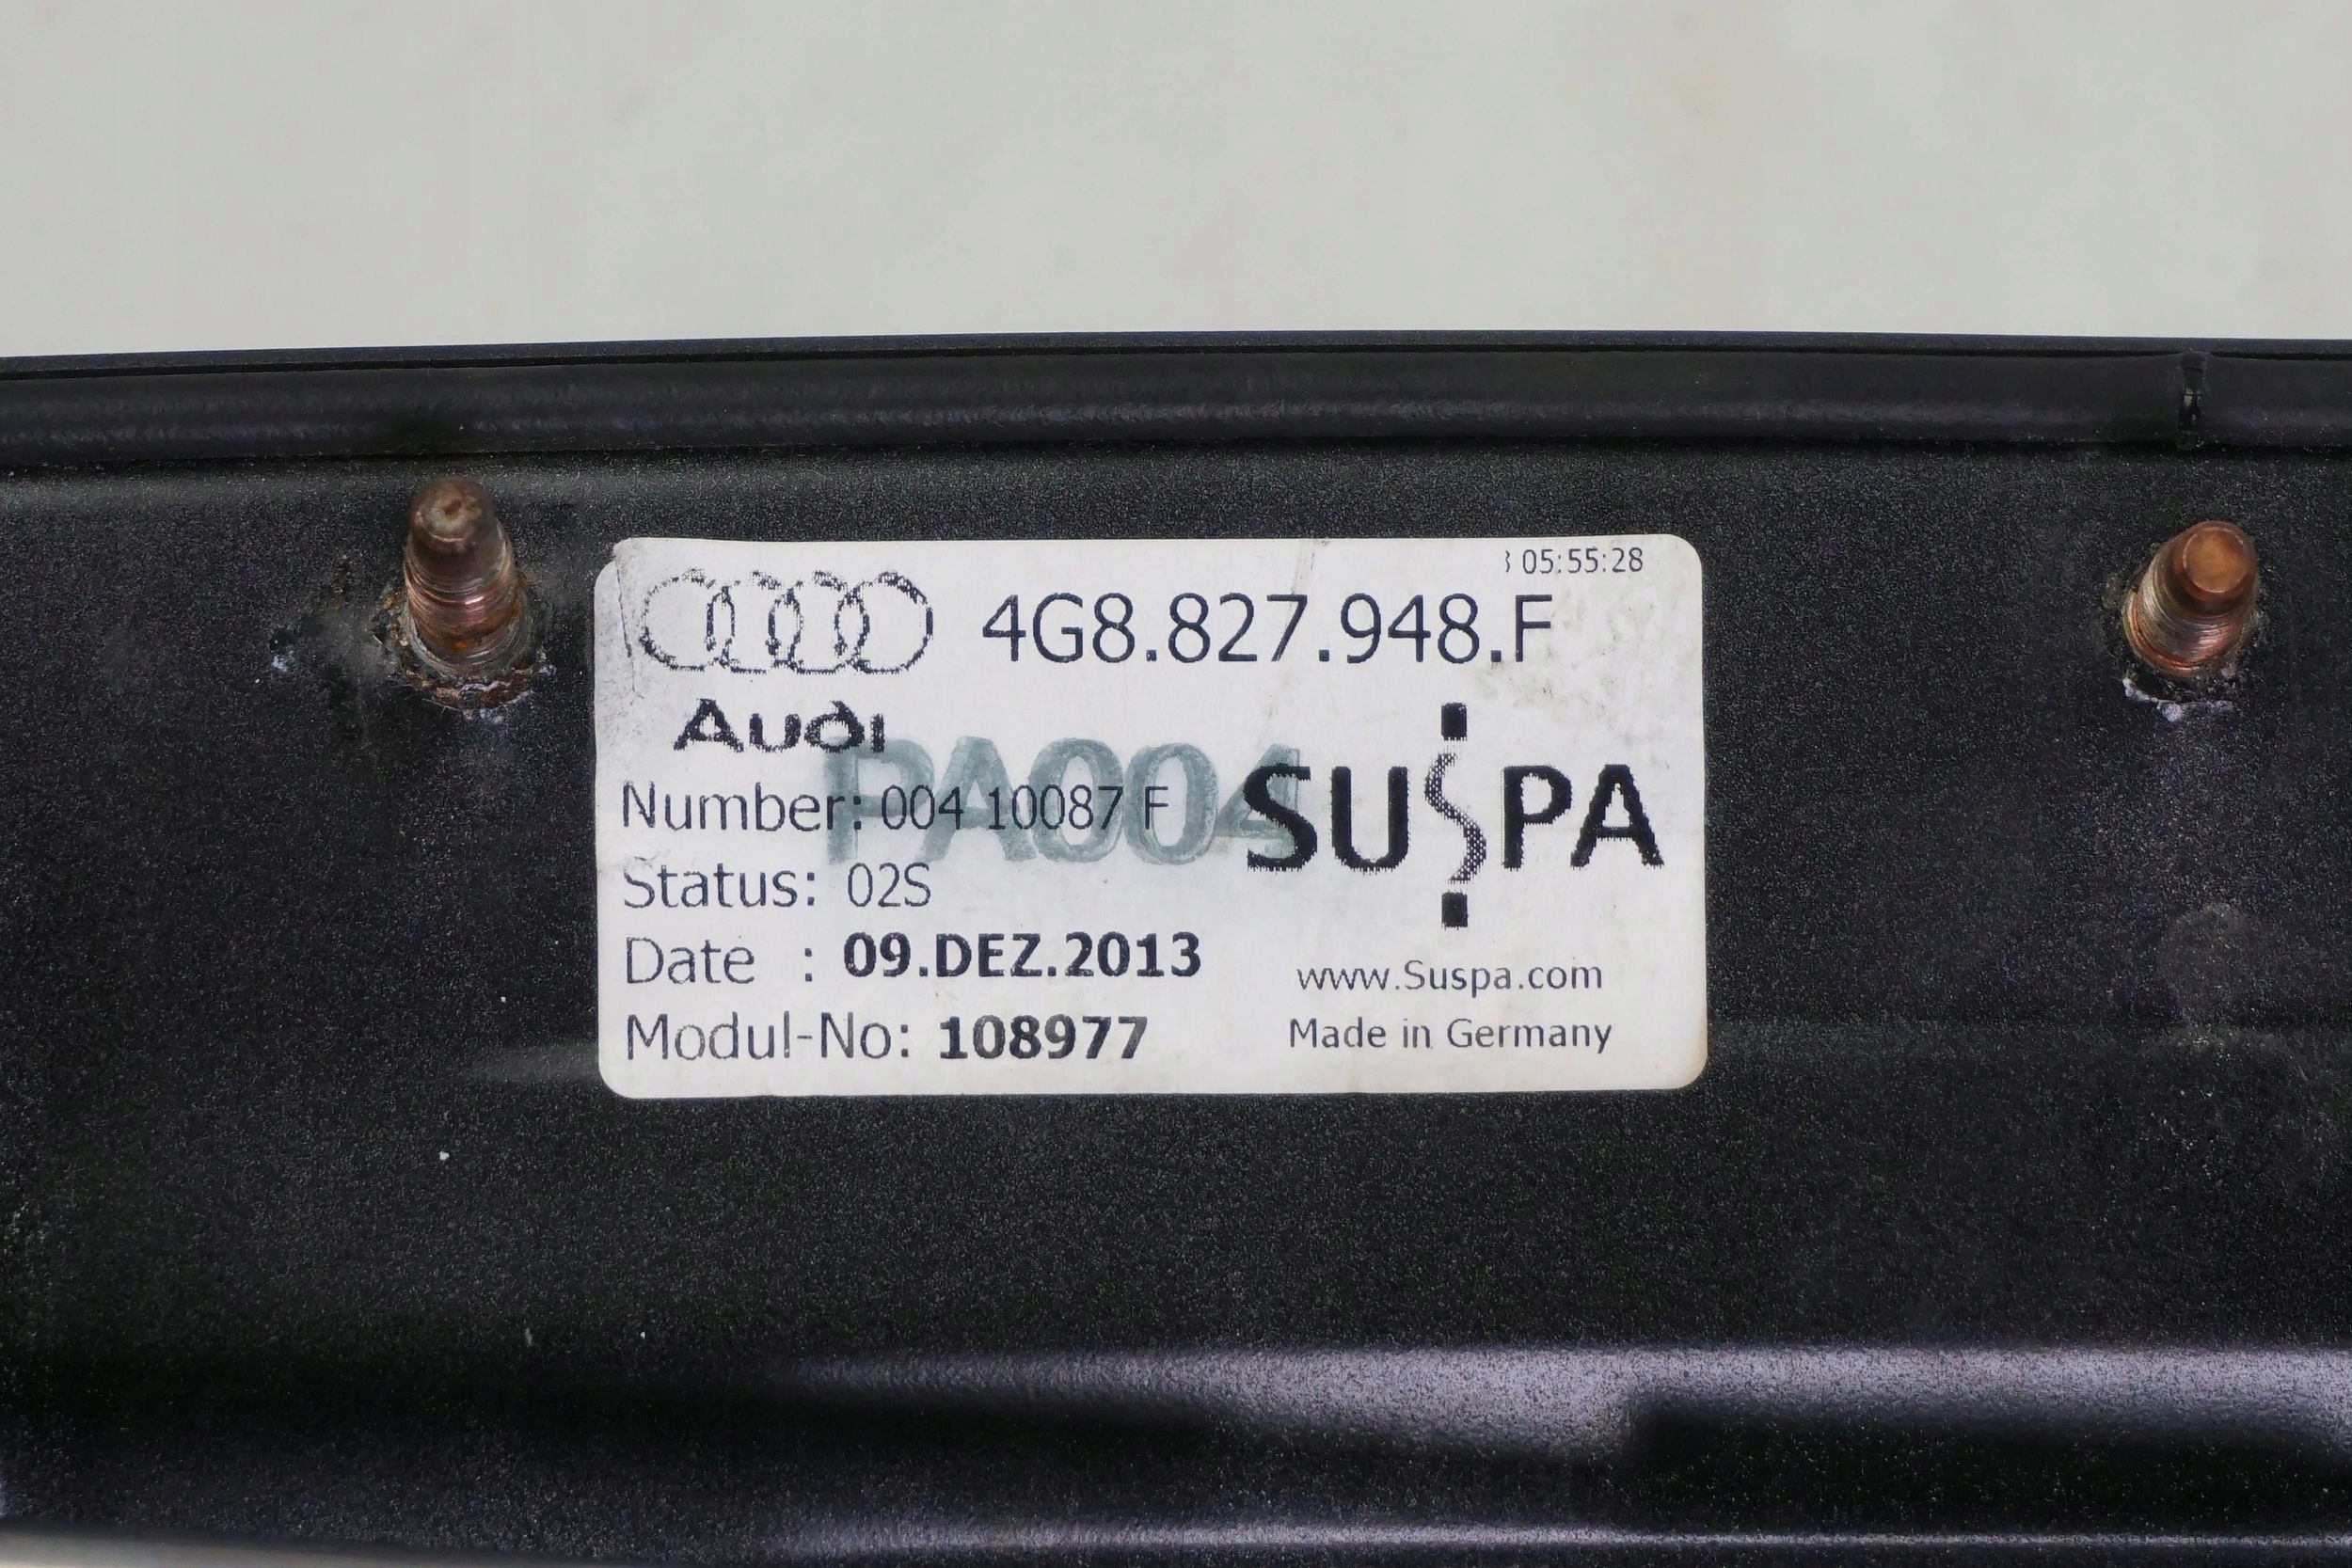 05:55:28
4G8.827.948.F
Audi
PA004
Number: 004 10087 F
SUSPA
Status: 02S
Date : 09.DEZ.2013
www.Suspa.com
Modul-No: 108977
Made in Germany